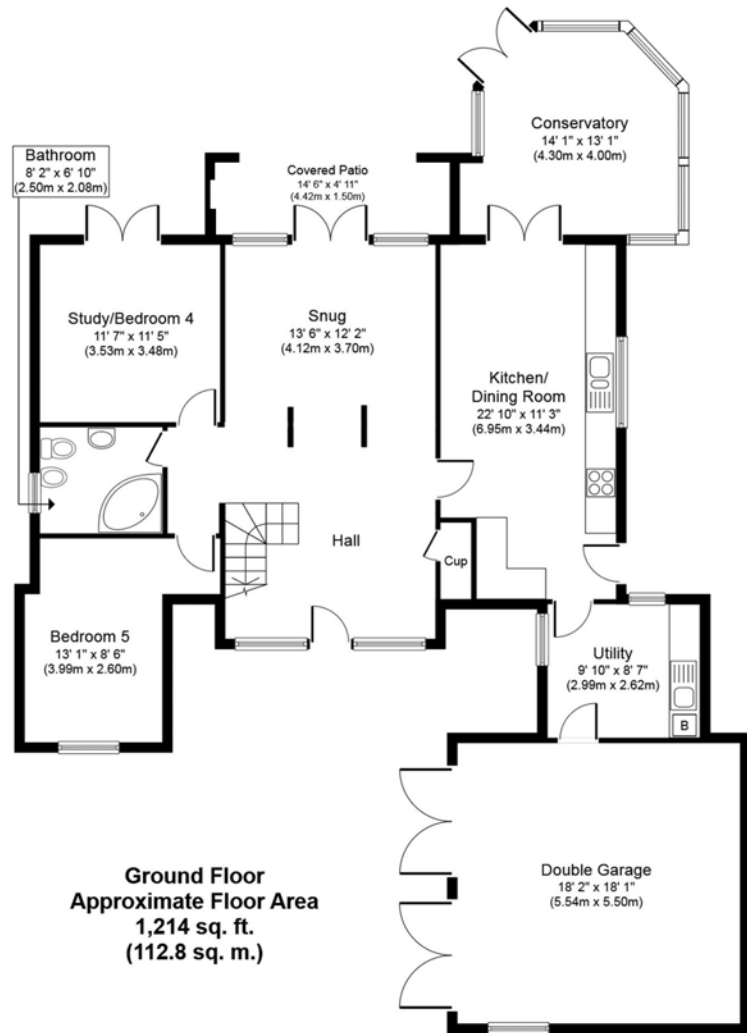 Conservatory
14' 1" x 13' 1"
(4.30m x 4.00m)
Bathroom
8' 2" x 6' 10"
(2.50m x 2.08m)
Covered Patio
14' 6" x 4' 11"
(4.42m x 1.50m)
Study/Bedroom 4
11' 7" x 11' 5"
(3.53m x 3.48m)
Snug
13' 6" x 12' 2"
(4.12m x 3.70m)
Kitchen/
Dining Room
22' 10" x 11' 3"
(6.95m x 3.44m)
Hall
Cup
Bedroom 5
13' 1" x 8' 6"
(3.99m x 2.60m)
Utility
9' 10" x 8' 7"
(2.99m x 2.62m)
B
Double Garage
18' 2" x 18' 1"
(5.54m x 5.50m)
Ground Floor
Approximate Floor Area
1,214 sq. ft.
(112.8 sq. m.)